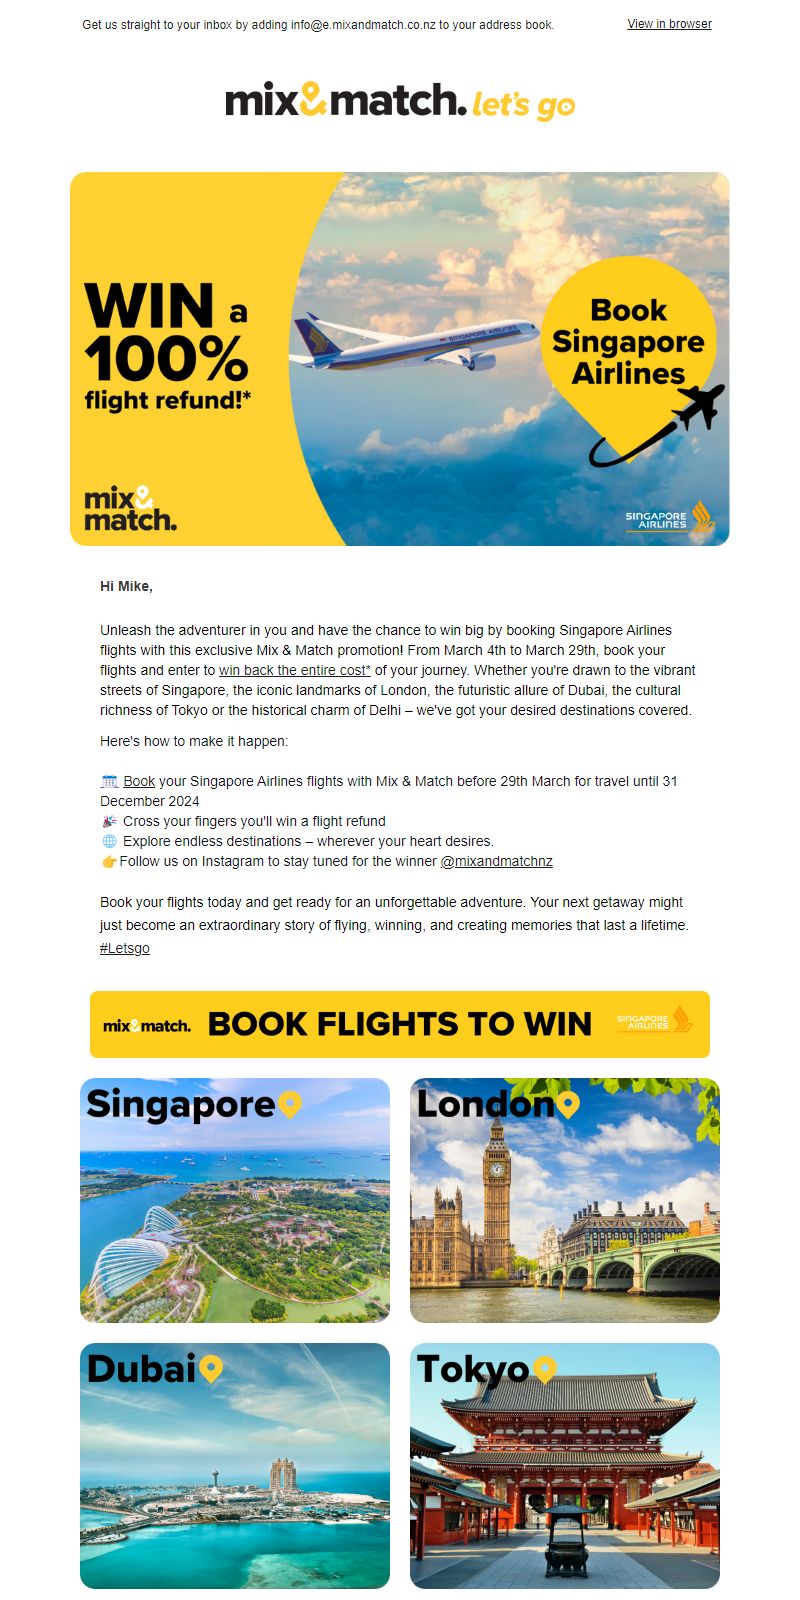 Get us straight to your inbox by adding info@e.mixandmatch.co.nz to your address book.
View in browser
mix&match. let's go
WIN a
100%
flight refund!*
Book
Singapore
Airlines
SINGAPORE AIRLINES
mix&
match.
SINGAPORE
AIRLINES
Hi Mike,
Unleash the adventurer in you and have the chance to win big by booking Singapore Airlines
flights with this exclusive Mix & Match promotion! From March 4th to March 29th, book your
flights and enter to win back the entire cost* of your journey. Whether you're drawn to the vibrant
streets of Singapore, the iconic landmarks of London, the futuristic allure of Dubai, the cultural
richness of Tokyo or the historical charm of Delhi – we've got your desired destinations covered.
Here's how to make it happen:
Book your Singapore Airlines flights with Mix & Match before 29th March for travel until 31
December 2024
Cross your fingers you'll win a flight refund
Explore endless destinations – wherever your heart desires.
Follow us on Instagram to stay tuned for the winner @mixandmatchnz
Book your flights today and get ready for an unforgettable adventure. Your next getaway might
just become an extraordinary story of flying, winning, and creating memories that last a lifetime.
#Letsgo
mix&match. BOOK FLIGHTS TO WIN SINGAPORE
AIRLINES
Singapore
London
Dubai
Tokyo